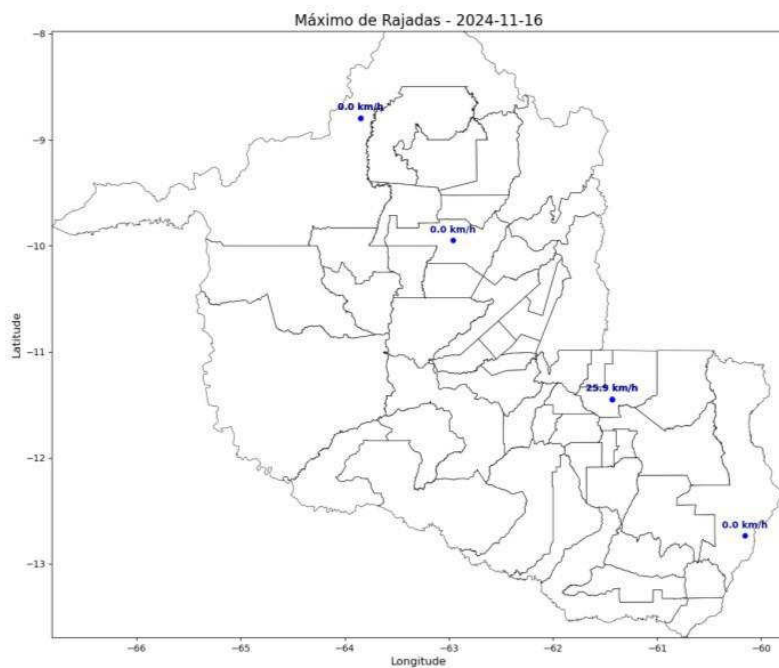 Máximo de Rajadas - 2024-11-16
−8
0.0 km/h
−9
0.0 km/h
−10
Latitude
−11
25.9 km/h
−12
0.0 km/h
−13
−66 −65 −64 −63 −62 −61 −60
Longitude